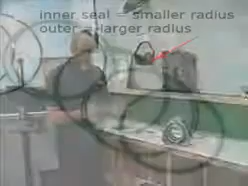 inner seal = smaller radius
outer = larger radius